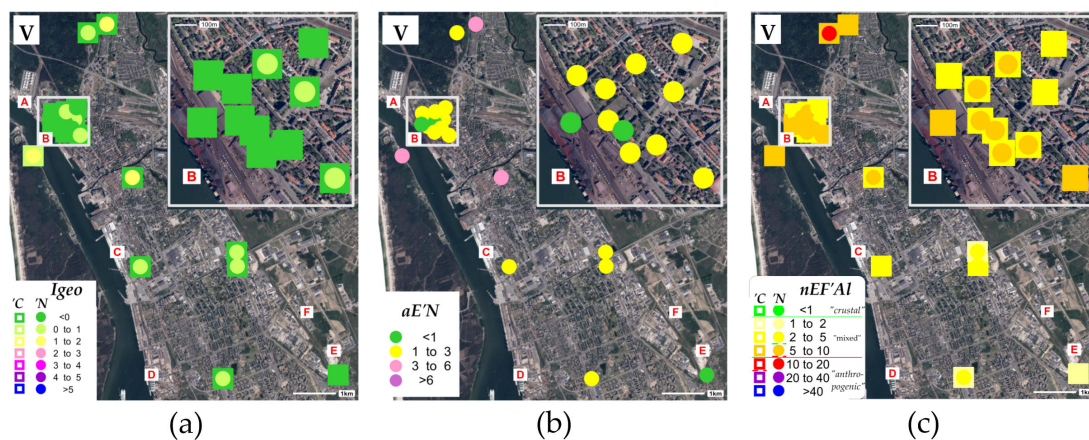 V
100m
A
B
B
C
D
E
F
Igeo
'C 'N
<0
0 to 1
1 to 2
2 to 3
3 to 4
4 to 5
>5
1km
(a)
V
100m
A
B
B
C
D
E
F
aE'N
<1
1 to 3
3 to 6
>6
1km
(b)
V
100m
A
B
B
C
D
E
F
nEF'Al
'C 'N
<1 "crustal"
1 to 2
2 to 5 "mixed"
5 to 10
10 to 20
20 to 40 "anthro-
>40 pogenic"
1km
(c)